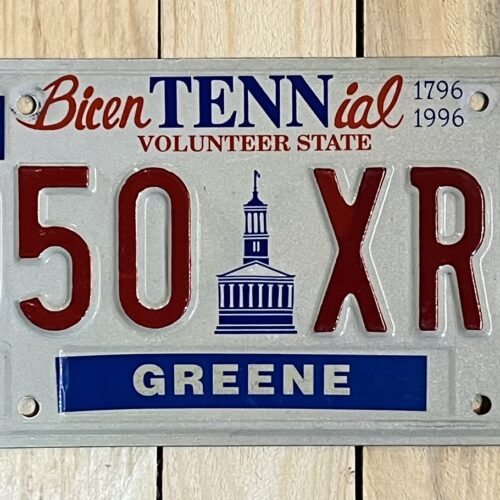 BicenTENNial 1796
1996
VOLUNTEER STATE
50 XR
GREENE